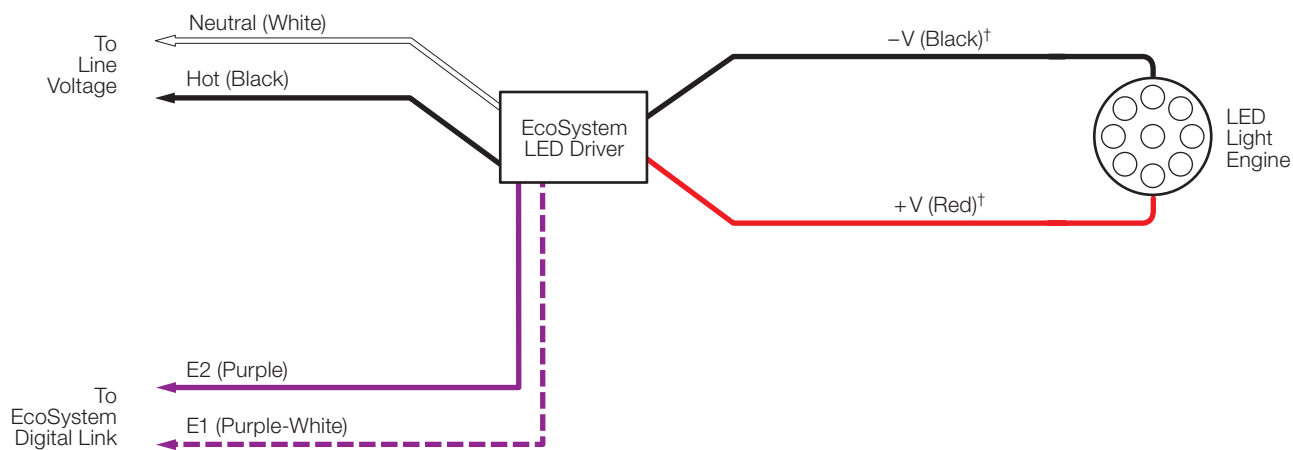 Neutral (White)
To
Line
Voltage
Hot (Black)
EcoSystem
LED Driver
–V (Black)†
+V (Red)†
LED
Light
Engine
E2 (Purple)
To
EcoSystem
Digital Link
E1 (Purple-White)